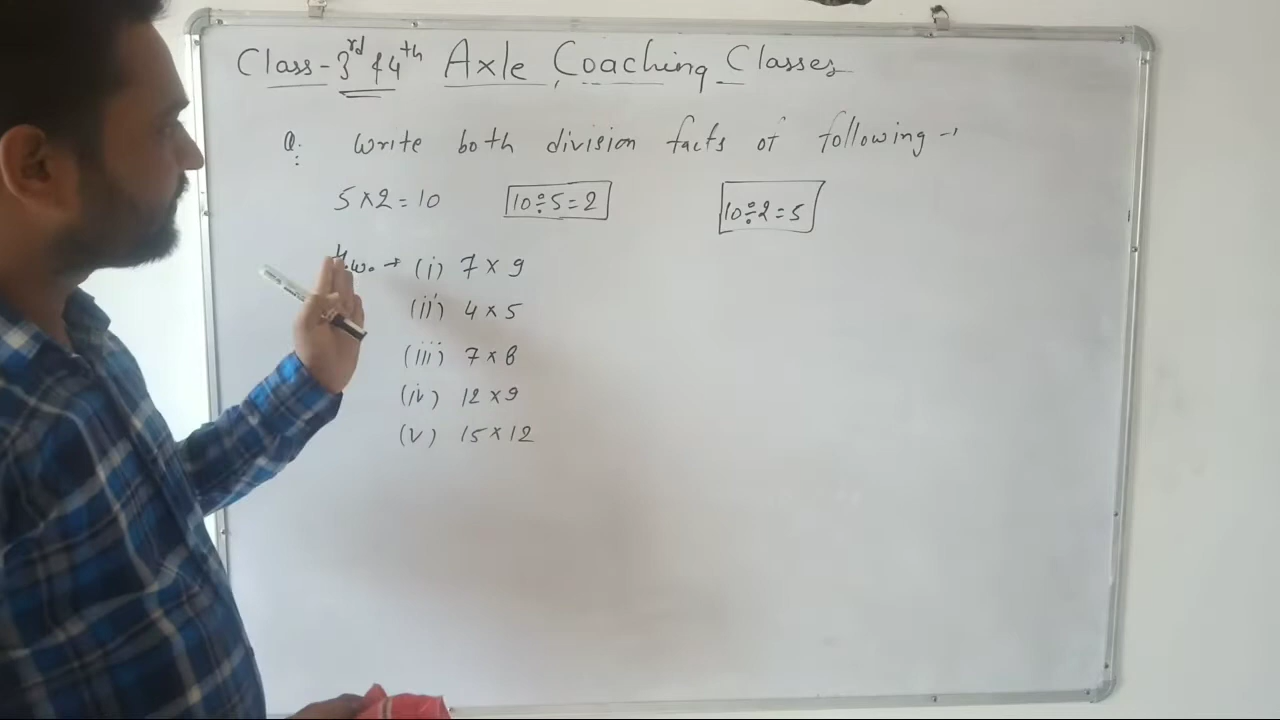 Class-3rd & 4th Axle Coaching Classes
Q. Write both division facts of following -
5×2=10 10÷5=2 10÷2=5
H.w. → (i) 7×9
(ii) 4×5
(iii) 7×8
(iv) 12×9
(v) 15×12